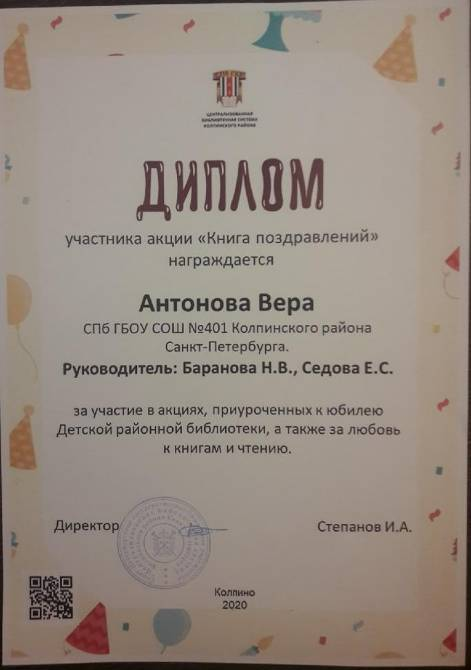 ЦЕНТРАЛИЗОВАННАЯ
БИБЛИОТЕЧНАЯ СИСТЕМА
КОЛПИНСКОГО РАЙОНА
ДИПЛОМ
участника акции «Книга поздравлений»
награждается
Антонова Вера
СПб ГБОУ СОШ №401 Колпинского района
Санкт-Петербурга.
Руководитель: Баранова Н.В., Седова Е.С.
за участие в акциях, приуроченных к юбилею
Детской районной библиотеки, а также за любовь
к книгам и чтению.
Директор
Степанов И.А.
Колпино
2020